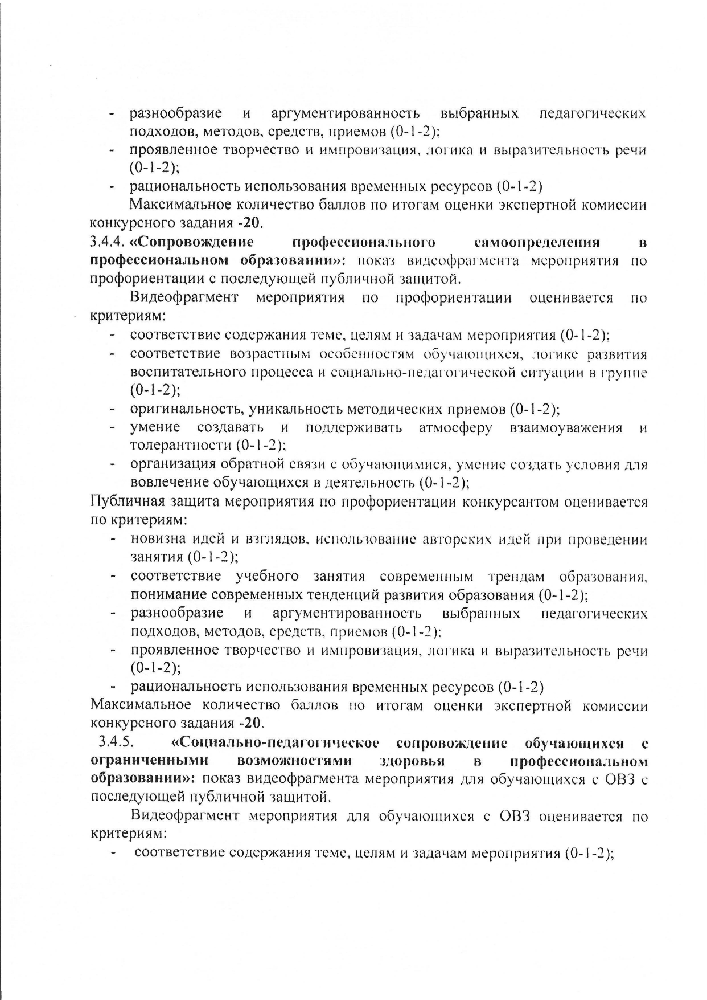 - разнообразие и аргументированность выбранных педагогических
подходов, методов, средств, приемов (0-1-2);
- проявленное творчество и импровизация, логика и выразительность речи
(0-1-2);
- рациональность использования временных ресурсов (0-1-2)
Максимальное количество баллов по итогам оценки экспертной комиссии
конкурсного задания -20.
3.4.4. «Сопровождение профессионального самоопределения в
профессиональном образовании»: показ видеофрагмента мероприятия по
профориентации с последующей публичной защитой.
Видеофрагмент мероприятия по профориентации оценивается по
критериям:
- соответствие содержания теме, целям и задачам мероприятия (0-1-2);
- соответствие возрастным особенностям обучающихся, логике развития
воспитательного процесса и социально-педагогической ситуации в группе
(0-1-2);
- оригинальность, уникальность методических приемов (0-1-2);
- умение создавать и поддерживать атмосферу взаимоуважения и
толерантности (0-1-2);
- организация обратной связи с обучающимися, умение создать условия для
вовлечение обучающихся в деятельность (0-1-2);
Публичная защита мероприятия по профориентации конкурсантом оценивается
по критериям:
- новизна идей и взглядов, использование авторских идей при проведении
занятия (0-1-2);
- соответствие учебного занятия современным трендам образования,
понимание современных тенденций развития образования (0-1-2);
- разнообразие и аргументированность выбранных педагогических
подходов, методов, средств, приемов (0-1-2);
- проявленное творчество и импровизация, логика и выразительность речи
(0-1-2);
- рациональность использования временных ресурсов (0-1-2)
Максимальное количество баллов по итогам оценки экспертной комиссии
конкурсного задания -20.
3.4.5. «Социально-педагогическое сопровождение обучающихся с
ограниченными возможностями здоровья в профессиональном
образовании»: показ видеофрагмента мероприятия для обучающихся с ОВЗ с
последующей публичной защитой.
Видеофрагмент мероприятия для обучающихся с ОВЗ оценивается по
критериям:
- соответствие содержания теме, целям и задачам мероприятия (0-1-2);